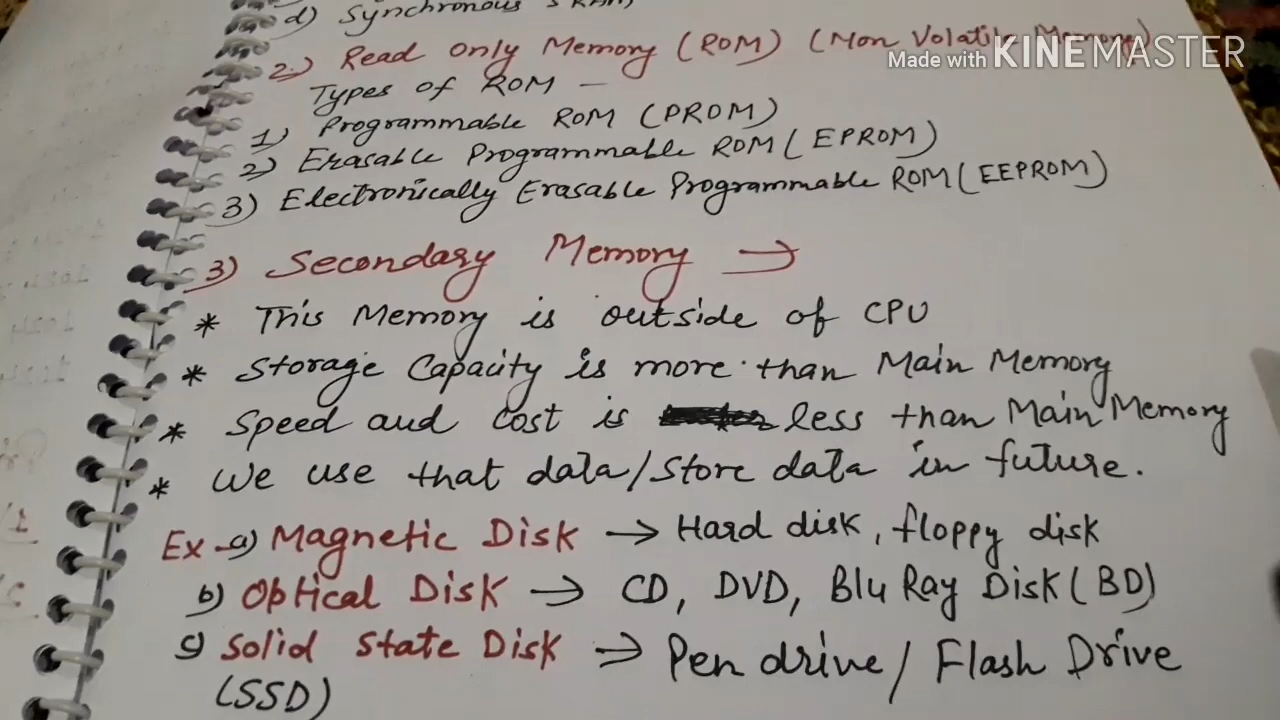 d) Synchronous
2) Read Only Memory (ROM) (Non Volatile Memory)
Made with KINEMASTER
Types of ROM —
1) Programmable ROM (PROM)
2) Erasable Programmable ROM (EPROM)
3) Electronically Erasable Programmable ROM (EEPROM)
3) Secondary Memory →
* This Memory is outside of CPU
* Storage Capacity is more than Main Memory
* Speed and Cost is less than Main Memory
* We use that data/Store data in future.
Ex - a) Magnetic Disk → Hard disk, floppy disk
b) Optical Disk → CD, DVD, Blu Ray Disk (BD)
c) Solid State Disk → Pen drive / Flash Drive
(SSD)